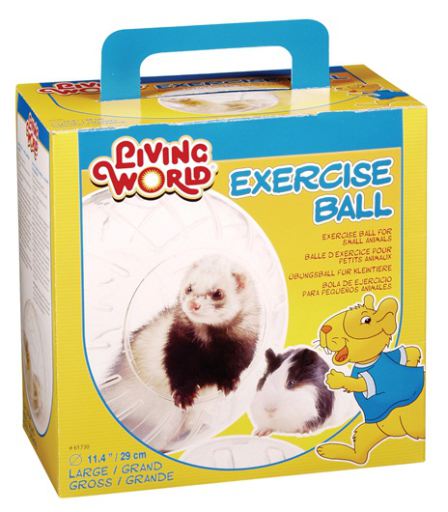 LIVING
WORLD
EXERCISE
BALL
EXERCISE BALL FOR
SMALL ANIMALS
BALLE D'EXERCICE POUR
PETITS ANIMAUX
ÜBUNGSBALL FÜR KLEINTIERE
BOLA DE EJERCICIO
PARA PEQUEÑOS ANIMALES
# 61730
Ø 11.4" / 29 cm
LARGE / GRAND
GROSS / GRANDE